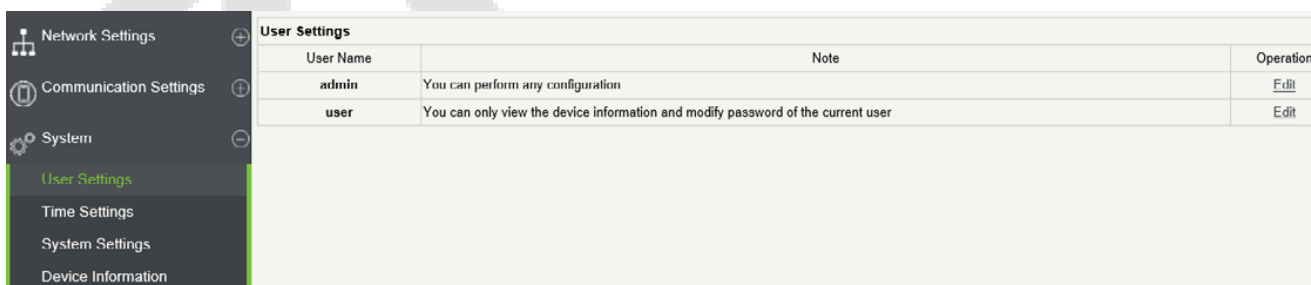 Network Settings
Communication Settings
System
User Settings
Time Settings
System Settings
Device Information
User Settings
User Name Note Operation
admin You can perform any configuration Edit
user You can only view the device information and modify password of the current user Edit